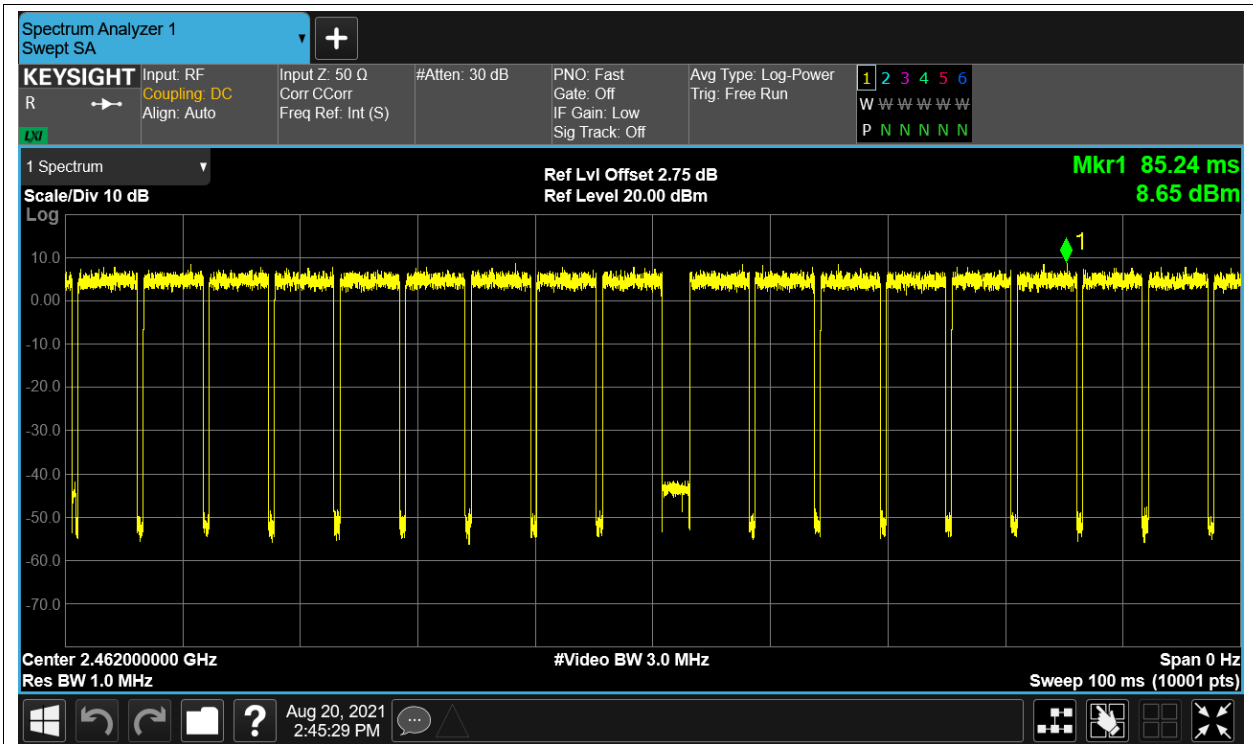 Spectrum Analyzer 1
Swept SA
KEYSIGHT
R
LXI
Input: RF
Coupling: DC
Align: Auto
Input Z: 50 Ω
Corr CCorr
Freq Ref: Int (S)
#Atten: 30 dB
PNO: Fast
Gate: Off
IF Gain: Low
Sig Track: Off
Avg Type: Log-Power
Trig: Free Run
1 2 3 4 5 6
W W W W W W
P N N N N N
1 Spectrum
Scale/Div 10 dB
Ref Lvl Offset 2.75 dB
Ref Level 20.00 dBm
Mkr1 85.24 ms
8.65 dBm
Log
1
10.0
0.00
-10.0
-20.0
-30.0
-40.0
-50.0
-60.0
-70.0
Center 2.462000000 GHz
#Video BW 3.0 MHz
Span 0 Hz
Res BW 1.0 MHz
Sweep 100 ms (10001 pts)
?
Aug 20, 2021
2:45:29 PM